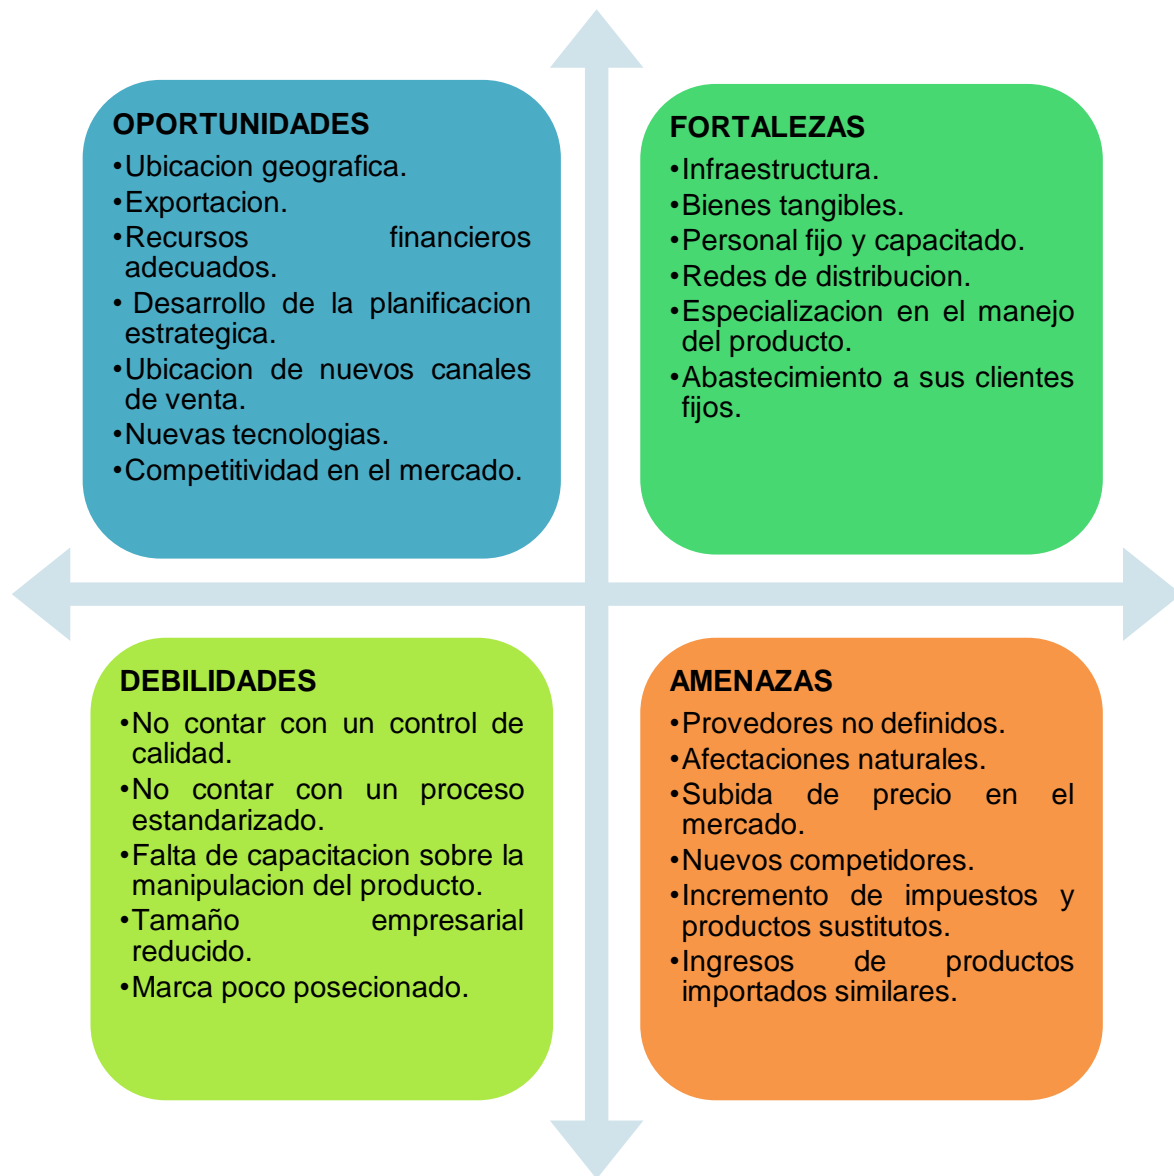 OPORTUNIDADES
•Ubicacion geografica.
•Exportacion.
•Recursos financieros
adecuados.
• Desarrollo de la planificacion
estrategica.
•Ubicacion de nuevos canales
de venta.
•Nuevas tecnologias.
•Competitividad en el mercado.
FORTALEZAS
•Infraestructura.
•Bienes tangibles.
•Personal fijo y capacitado.
•Redes de distribucion.
•Especializacion en el manejo
del producto.
•Abastecimiento a sus clientes
fijos.
DEBILIDADES
•No contar con un control de
calidad.
•No contar con un proceso
estandarizado.
•Falta de capacitacion sobre la
manipulacion del producto.
•Tamaño empresarial
reducido.
•Marca poco posecionado.
AMENAZAS
•Provedores no definidos.
•Afectaciones naturales.
•Subida de precio en el
mercado.
•Nuevos competidores.
•Incremento de impuestos y
productos sustitutos.
•Ingresos de productos
importados similares.